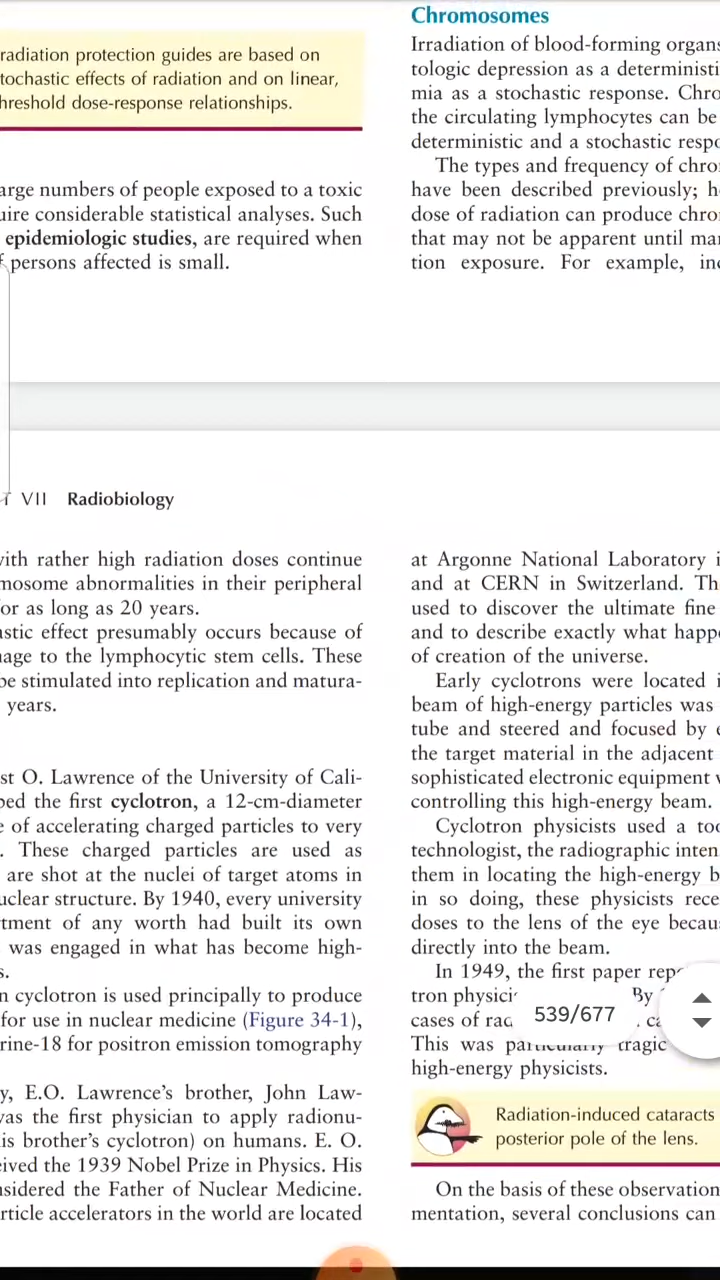 radiation protection guides are based on
tochastic effects of radiation and on linear,
hreshold dose-response relationships.
arge numbers of people exposed to a toxic
uire considerable statistical analyses. Such
epidemiologic studies, are required when
f persons affected is small.
Chromosomes
Irradiation of blood-forming organs
tologic depression as a deterministi
mia as a stochastic response. Chro
the circulating lymphocytes can be
deterministic and a stochastic respo
The types and frequency of chro
have been described previously; h
dose of radiation can produce chro
that may not be apparent until ma
tion exposure. For example, in
T VII Radiobiology
with rather high radiation doses continue
mosome abnormalities in their peripheral
for as long as 20 years.
astic effect presumably occurs because of
mage to the lymphocytic stem cells. These
be stimulated into replication and matura-
years.
st O. Lawrence of the University of Cali-
ped the first cyclotron, a 12-cm-diameter
e of accelerating charged particles to very
. These charged particles are used as
are shot at the nuclei of target atoms in
uclear structure. By 1940, every university
rtment of any worth had built its own
was engaged in what has become high-
s.
n cyclotron is used principally to produce
for use in nuclear medicine (Figure 34-1),
rine-18 for positron emission tomography
y, E.O. Lawrence's brother, John Law-
was the first physician to apply radionu-
is brother's cyclotron) on humans. E. O.
eived the 1939 Nobel Prize in Physics. His
nsidered the Father of Nuclear Medicine.
rticle accelerators in the world are located
at Argonne National Laboratory i
and at CERN in Switzerland. Th
used to discover the ultimate fine
and to describe exactly what happ
of creation of the universe.
Early cyclotrons were located i
beam of high-energy particles was
tube and steered and focused by
the target material in the adjacent
sophisticated electronic equipment
controlling this high-energy beam.
Cyclotron physicists used a too
technologist, the radiographic inten
them in locating the high-energy b
in so doing, these physicists rece
doses to the lens of the eye becau
directly into the beam.
In 1949, the first paper rep
tron physici By
cases of rac ca
This was particularly tragic
high-energy physicists.
539/677
Radiation-induced cataracts
posterior pole of the lens.
On the basis of these observation
mentation, several conclusions can